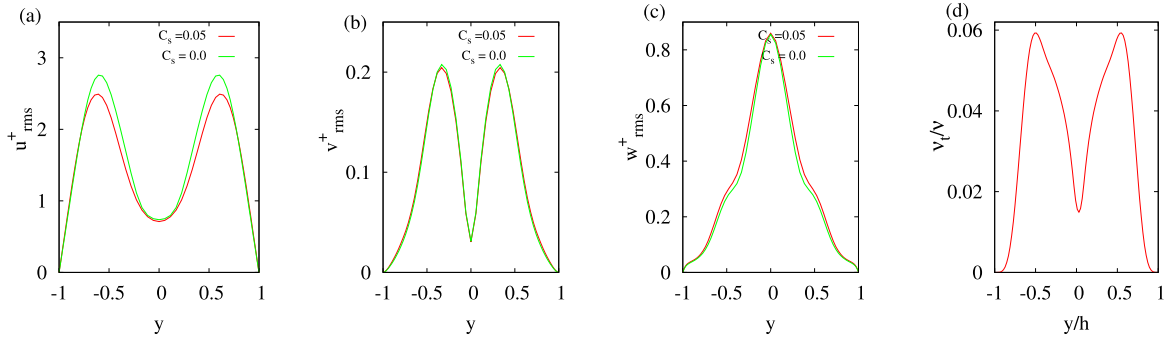 (a)
C_s =0.05
C_s = 0.0
u^+_rms
3
2
1
0
-1 -0.5 0 0.5 1
y
(b)
C_s =0.05
C_s = 0.0
v^+_rms
0.2
0.1
0
-1 -0.5 0 0.5 1
y
(c)
C_s =0.05
C_s = 0.0
w^+_rms
0.8
0.6
0.4
0.2
0
-1 -0.5 0 0.5 1
y
(d)
ν_t/ν
0.06
0.04
0.02
0
-1 -0.5 0 0.5 1
y/h